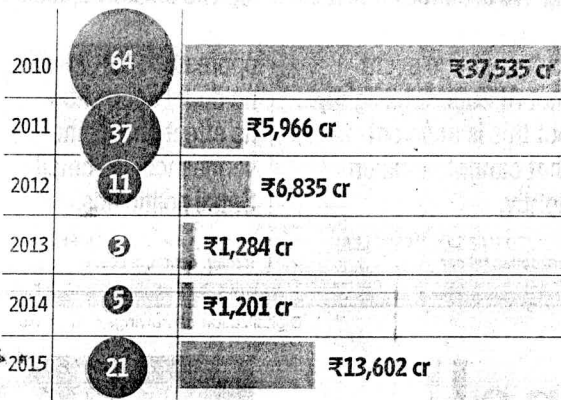 2010 64 ₹37,535 cr
2011 37 ₹5,966 cr
2012 11 ₹6,835 cr
2013 3 ₹1,284 cr
2014 5 ₹1,201 cr
2015 21 ₹13,602 cr